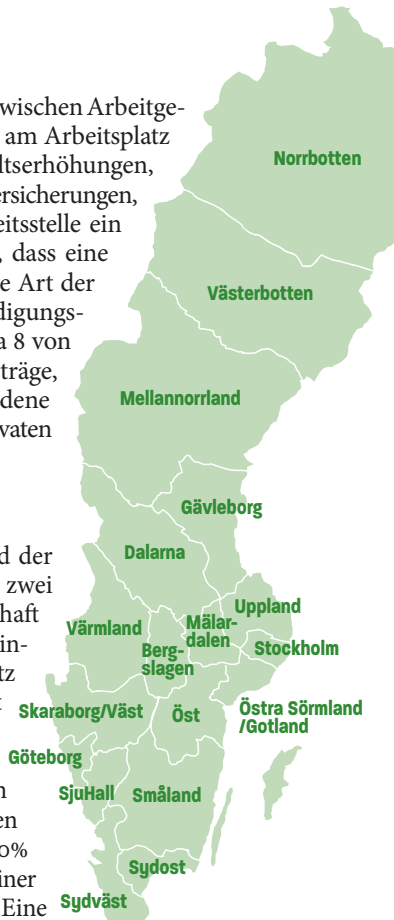 wischen Arbeitge-
am Arbeitsplatz
ltserhöhungen,
ersicherungen,
eitsstelle ein
, dass eine
e Art der
digungs-
a 8 von
träge,
dene
vaten
d der
zwei
haft
in-
tz
t
n
en
0%
iner
Eine
Norrbotten
Västerbotten
Mellannorrland
Gävleborg
Dalarna
Uppland
Värmland
Mälar-
dalen
Stockholm
Berg-
slagen
Skaraborg/Väst
Öst
Östra Sörmland
/Gotland
Göteborg
SjuHall
Småland
Sydost
Sydväst